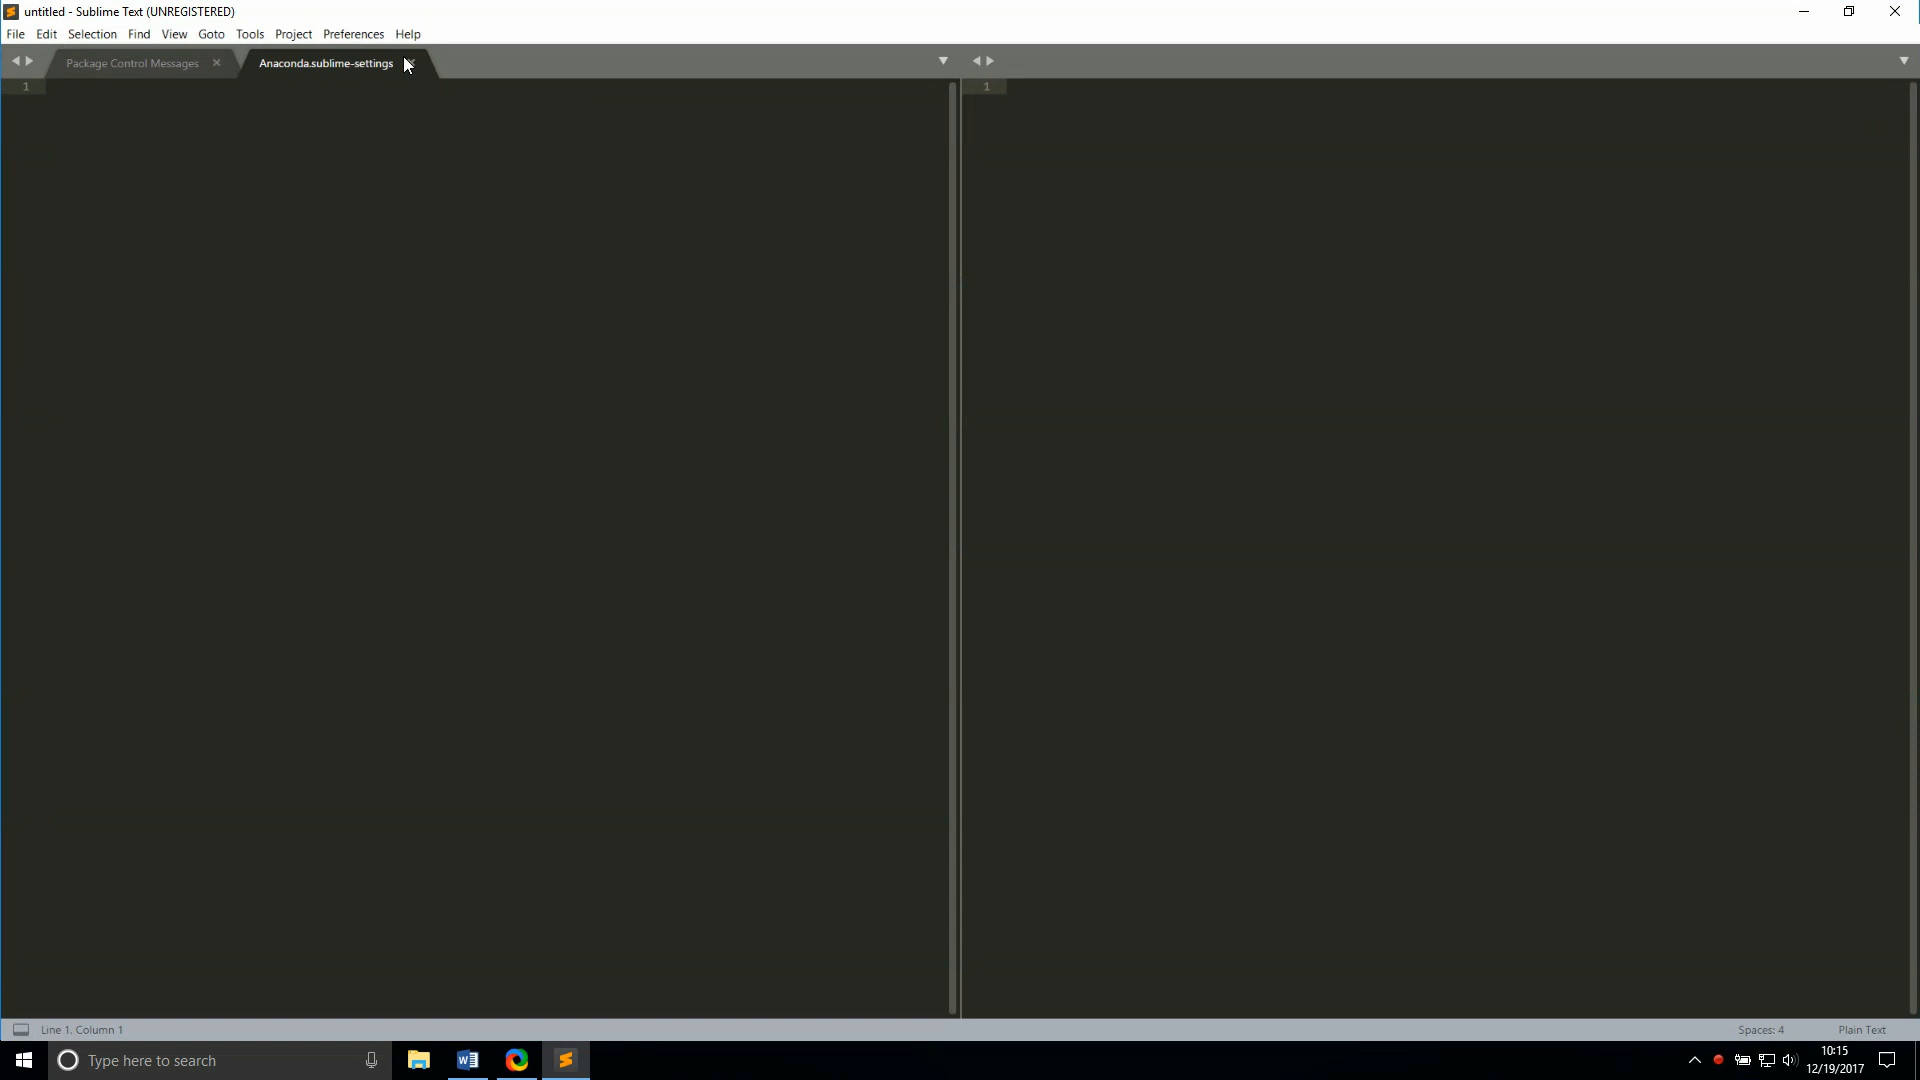 untitled - Sublime Text (UNREGISTERED)
File Edit Selection Find View Goto Tools Project Preferences Help
Package Control Messages Anaconda.sublime-settings
1 1
Line 1, Column 1 Spaces: 4 Plain Text
Type here to search
10:15
12/19/2017